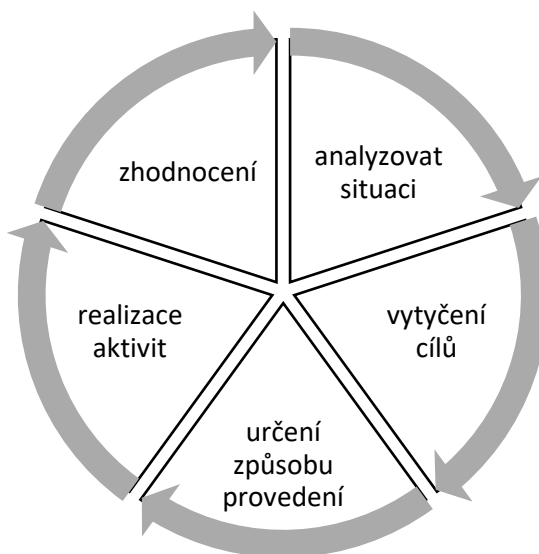 analyzovat
situaci
vytyčení
cílů
určení
způsobu
provedení
realizace
aktivit
zhodnocení